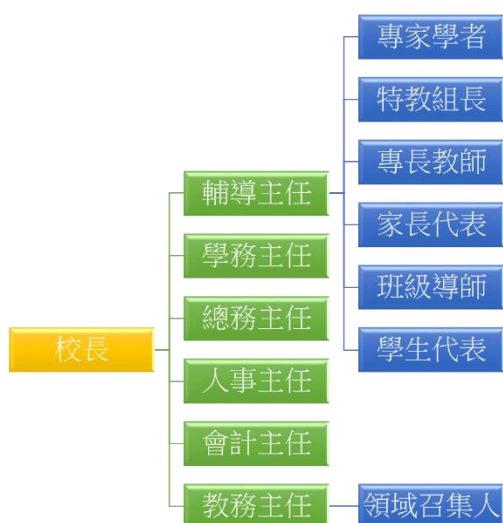 校長
輔導主任
學務主任
總務主任
人事主任
會計主任
教務主任
專家學者
特教組長
專長教師
家長代表
班級導師
學生代表
領域召集人